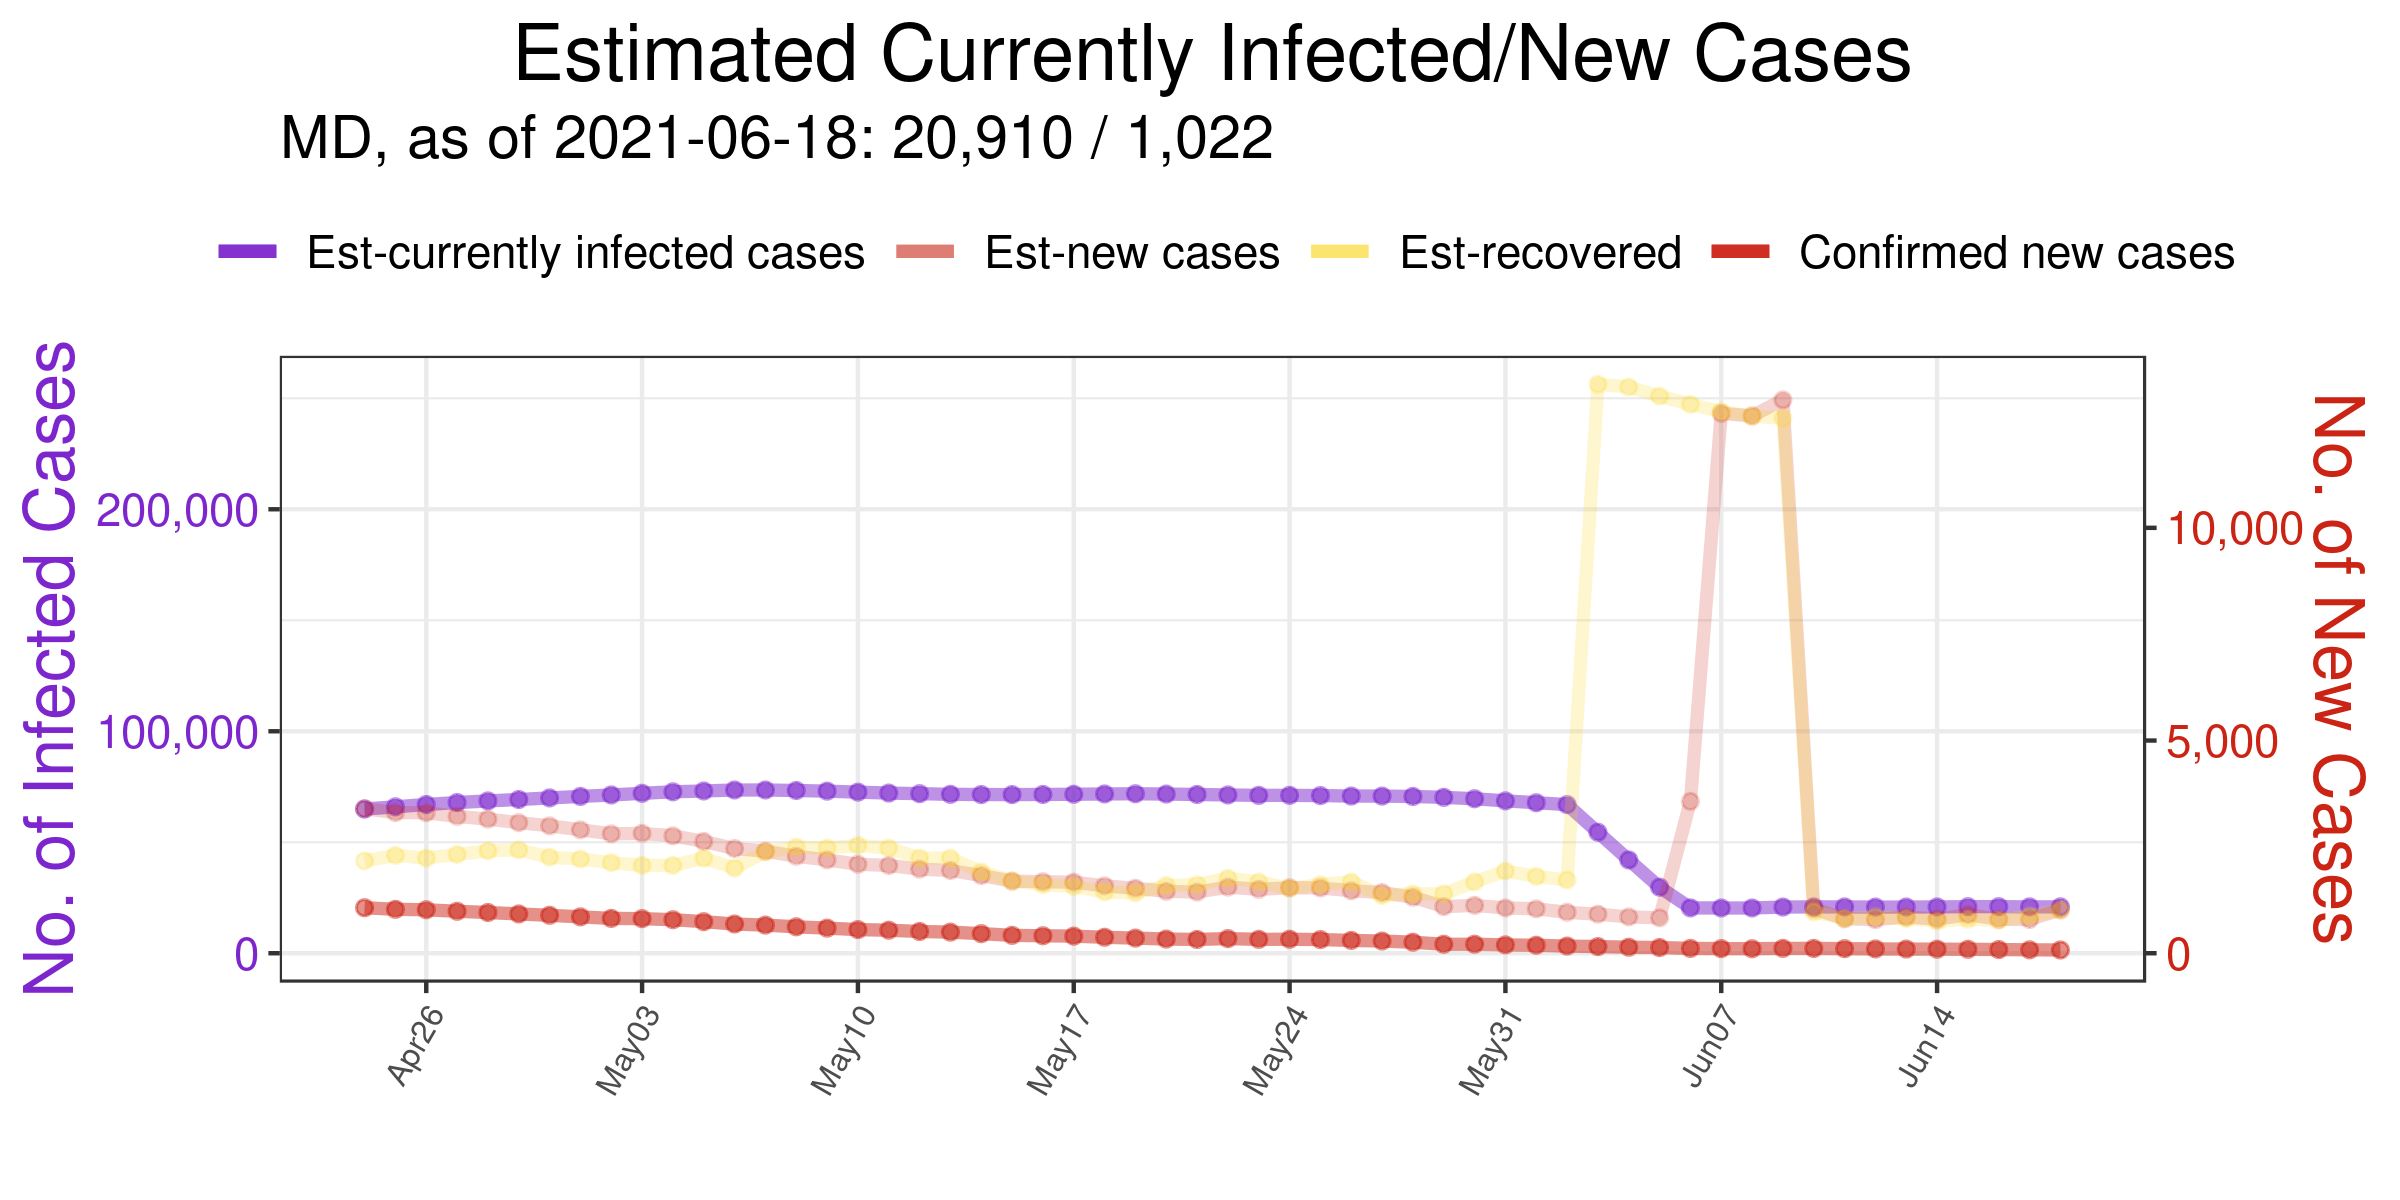 Estimated Currently Infected/New Cases
MD, as of 2021-06-18: 20,910 / 1,022
Est-currently infected cases Est-new cases Est-recovered Confirmed new cases
No. of Infected Cases
200,000
100,000
0
10,000
5,000
0
No. of New Cases
Apr26 May03 May10 May17 May24 May31 Jun07 Jun14